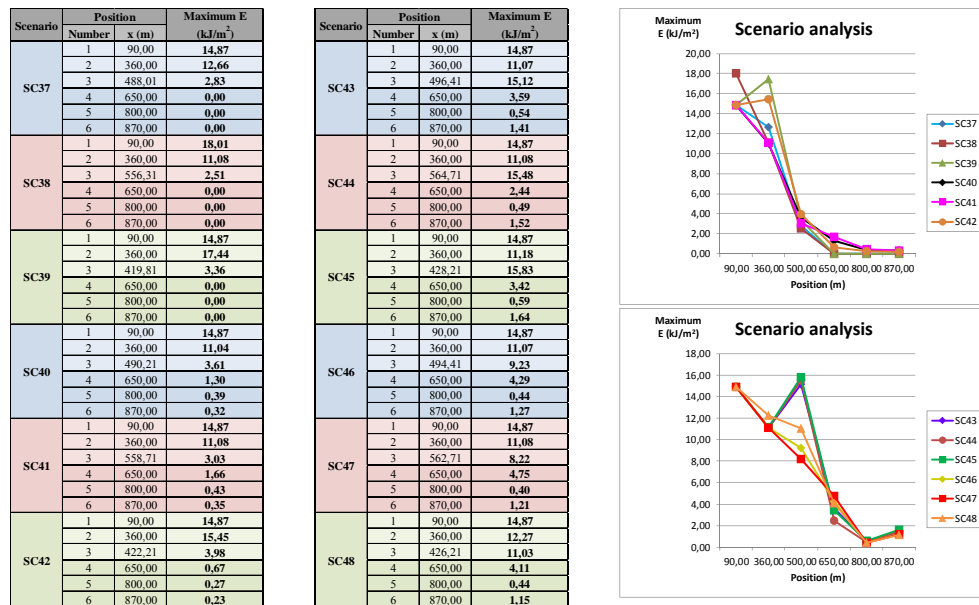 Scenario Position Maximum E (kJ/m²)
Number x (m)
SC37
1 90,00 14,87
2 360,00 12,66
3 488,01 2,83
4 650,00 0,00
5 800,00 0,00
6 870,00 0,00
SC38
1 90,00 18,01
2 360,00 11,08
3 556,31 2,51
4 650,00 0,00
5 800,00 0,00
6 870,00 0,00
SC39
1 90,00 14,87
2 360,00 17,44
3 419,81 3,36
4 650,00 0,00
5 800,00 0,00
6 870,00 0,00
SC40
1 90,00 14,87
2 360,00 11,04
3 490,21 3,61
4 650,00 1,30
5 800,00 0,39
6 870,00 0,32
SC41
1 90,00 14,87
2 360,00 11,08
3 558,71 3,03
4 650,00 1,66
5 800,00 0,43
6 870,00 0,35
SC42
1 90,00 14,87
2 360,00 15,45
3 422,21 3,98
4 650,00 0,67
5 800,00 0,27
6 870,00 0,23
Scenario Position Maximum E (kJ/m²)
Number x (m)
SC43
1 90,00 14,87
2 360,00 11,07
3 496,41 15,12
4 650,00 3,59
5 800,00 0,54
6 870,00 1,41
SC44
1 90,00 14,87
2 360,00 11,08
3 564,71 15,48
4 650,00 2,44
5 800,00 0,49
6 870,00 1,52
SC45
1 90,00 14,87
2 360,00 11,18
3 428,21 15,83
4 650,00 3,42
5 800,00 0,59
6 870,00 1,64
SC46
1 90,00 14,87
2 360,00 11,07
3 494,41 9,23
4 650,00 4,29
5 800,00 0,44
6 870,00 1,27
SC47
1 90,00 14,87
2 360,00 11,08
3 562,71 8,22
4 650,00 4,75
5 800,00 0,40
6 870,00 1,21
SC48
1 90,00 14,87
2 360,00 12,27
3 426,21 11,03
4 650,00 4,11
5 800,00 0,44
6 870,00 1,15
Maximum
E (kJ/m²)
Scenario analysis
20,00
18,00
16,00
14,00
12,00
10,00
8,00
6,00
4,00
2,00
0,00
90,00 360,00 500,00 650,00 800,00 870,00
Position (m)
SC37
SC38
SC39
SC40
SC41
SC42
Maximum
E (kJ/m²)
Scenario analysis
18,00
16,00
14,00
12,00
10,00
8,00
6,00
4,00
2,00
0,00
90,00 360,00 500,00 650,00 800,00 870,00
Position (m)
SC43
SC44
SC45
SC46
SC47
SC48